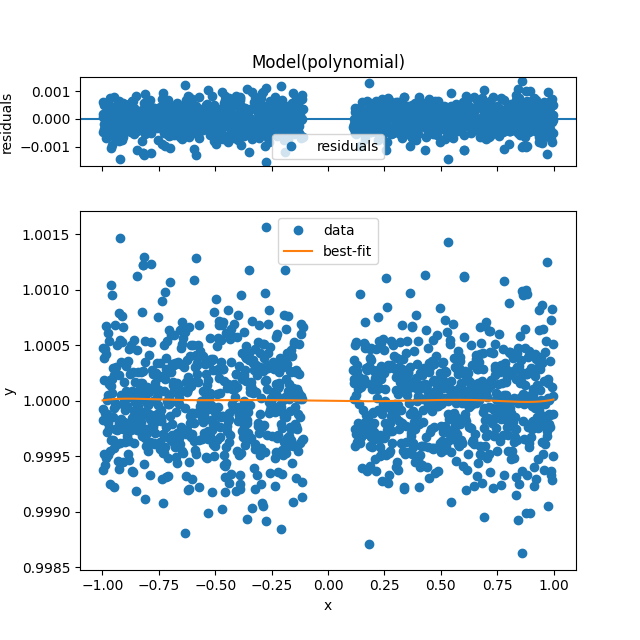 Model(polynomial)
residuals
0.001
0.000
−0.001
residuals
y
1.0015
1.0010
1.0005
1.0000
0.9995
0.9990
0.9985
data
best-fit
−1.00 −0.75 −0.50 −0.25 0.00 0.25 0.50 0.75 1.00
x